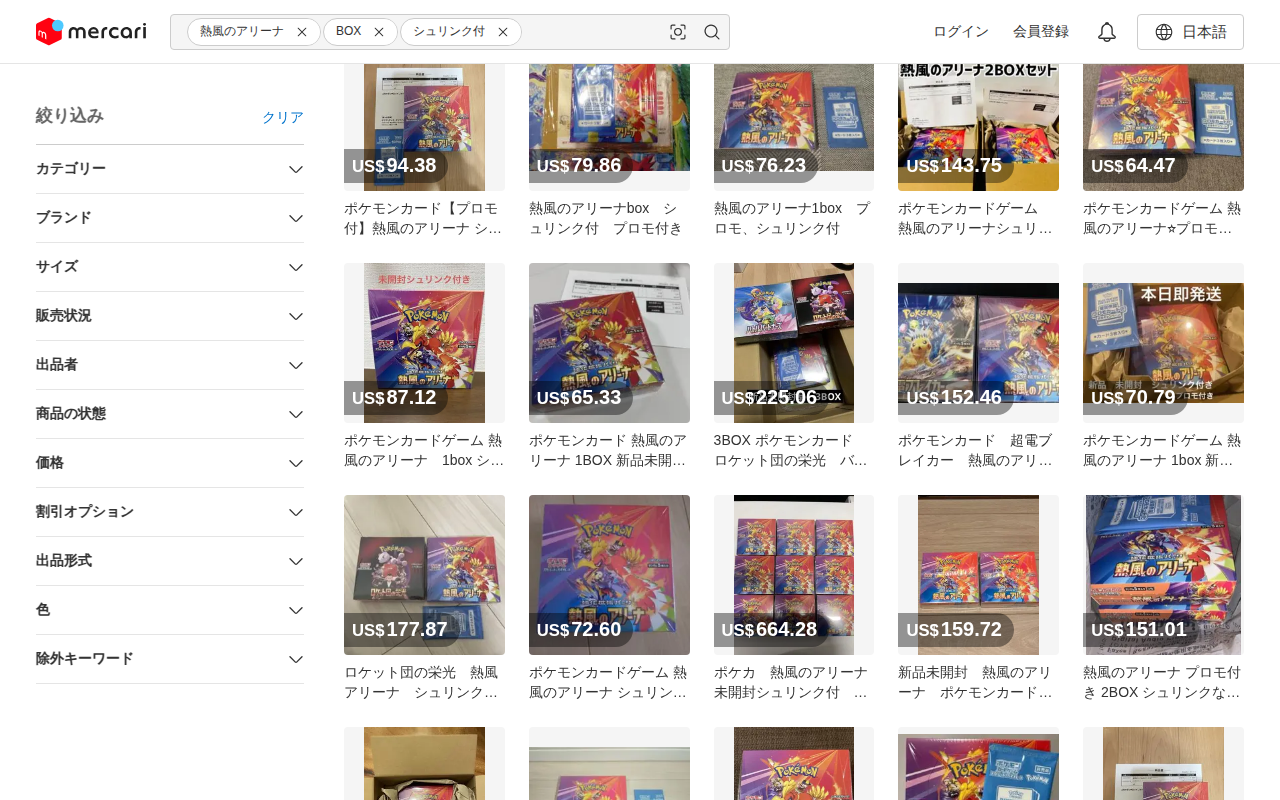 mercari
熱風のアリーナ
BOX
シュリンク付
ログイン
会員登録
日本語
絞り込み
クリア
カテゴリー
ブランド
サイズ
販売状況
出品者
商品の状態
価格
割引オプション
出品形式
色
除外キーワード
熱風のアリーナ2BOXセット
US$94.38
US$79.86
US$76.23
US$143.75
US$64.47
ポケモンカード【プロモ
付】熱風のアリーナ シ…
熱風のアリーナbox　シ
ュリンク付　プロモ付き
熱風のアリーナ1box　プ
ロモ、シュリンク付
ポケモンカードゲーム
熱風のアリーナシュリ…
ポケモンカードゲーム 熱
風のアリーナ⭐︎プロモ…
未開封シュリンク付き
本日即発送
新品　未開封　シュリンク付き
プロモ付き
US$87.12
US$65.33
US$225.06
US$152.46
US$70.79
ポケモンカードゲーム 熱
風のアリーナ　1box シ…
ポケモンカード 熱風のア
リーナ 1BOX 新品未開…
3BOX ポケモンカード
ロケット団の栄光　バ…
ポケモンカード　超電ブ
レイカー　熱風のアリ…
ポケモンカードゲーム 熱
風のアリーナ 1box 新…
US$177.87
US$72.60
US$664.28
US$159.72
US$151.01
ロケット団の栄光　熱風
アリーナ　シュリンク…
ポケモンカードゲーム 熱
風のアリーナ シュリン…
ポケカ　熱風のアリーナ
未開封シュリンク付　…
新品未開封　熱風のアリ
ーナ　ポケモンカード…
熱風のアリーナ プロモ付
き 2BOX シュリンクな…